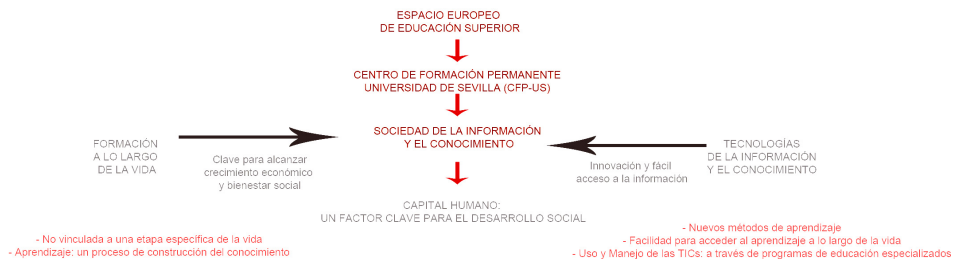 ESPACIO EUROPEO
DE EDUCACIÓN SUPERIOR
CENTRO DE FORMACIÓN PERMANENTE
UNIVERSIDAD DE SEVILLA (CFP-US)
SOCIEDAD DE LA INFORMACIÓN
Y EL CONOCIMIENTO
FORMACIÓN
A LO LARGO
DE LA VIDA
Clave para alcanzar
crecimiento económico
y bienestar social
Innovación y fácil
acceso a la información
TECNOLOGÍAS
DE LA INFORMACIÓN
Y EL CONOCIMIENTO
CAPITAL HUMANO:
UN FACTOR CLAVE PARA EL DESARROLLO SOCIAL
- No vinculada a una etapa específica de la vida
- Aprendizaje: un proceso de construcción del conocimiento
- Nuevos métodos de aprendizaje
- Facilidad para acceder al aprendizaje a lo largo de la vida
- Uso y Manejo de las TICs: a través de programas de educación especializados